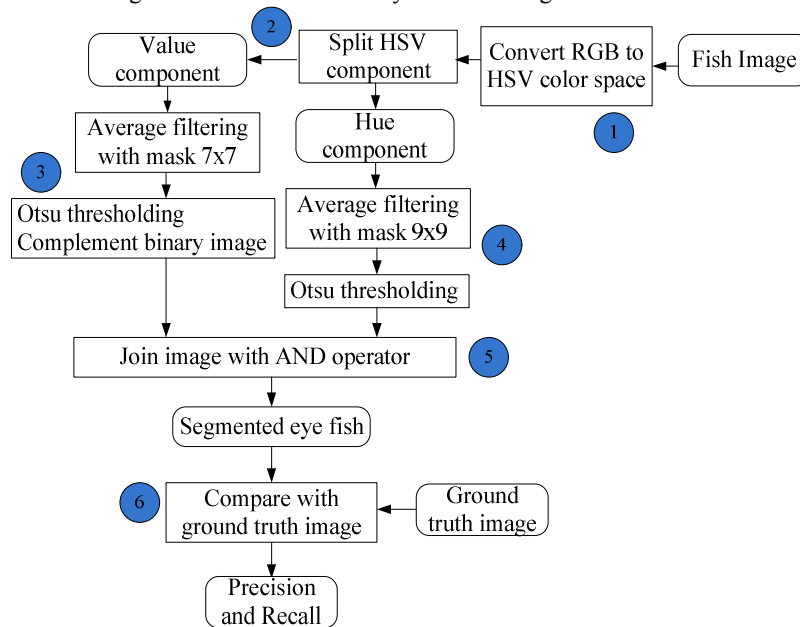 2
Value
component
Split HSV
component
Convert RGB to
HSV color space
Fish Image
1
Average filtering
with mask 7x7
Hue
component
3
Otsu thresholding
Complement binary image
Average filtering
with mask 9x9
4
Otsu thresholding
Join image with AND operator
5
Segmented eye fish
6
Compare with
ground truth image
Ground
truth image
Precision
and Recall